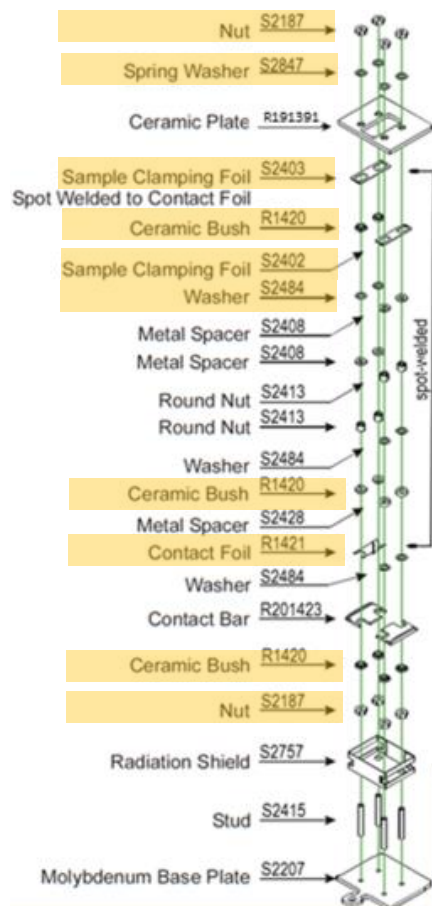 Nut S2187
Spring Washer S2847
Ceramic Plate R191391
Sample Clamping Foil S2403
Spot Welded to Contact Foil
Ceramic Bush R1420
Sample Clamping Foil S2402
Washer S2484
Metal Spacer S2408
Metal Spacer S2408
Round Nut S2413
Round Nut S2413
Washer S2484
Ceramic Bush R1420
Metal Spacer S2428
Contact Foil R1421
Washer S2484
Contact Bar R201423
Ceramic Bush R1420
Nut S2187
Radiation Shield S2757
Stud S2415
Molybdenum Base Plate S2207
spot-welded